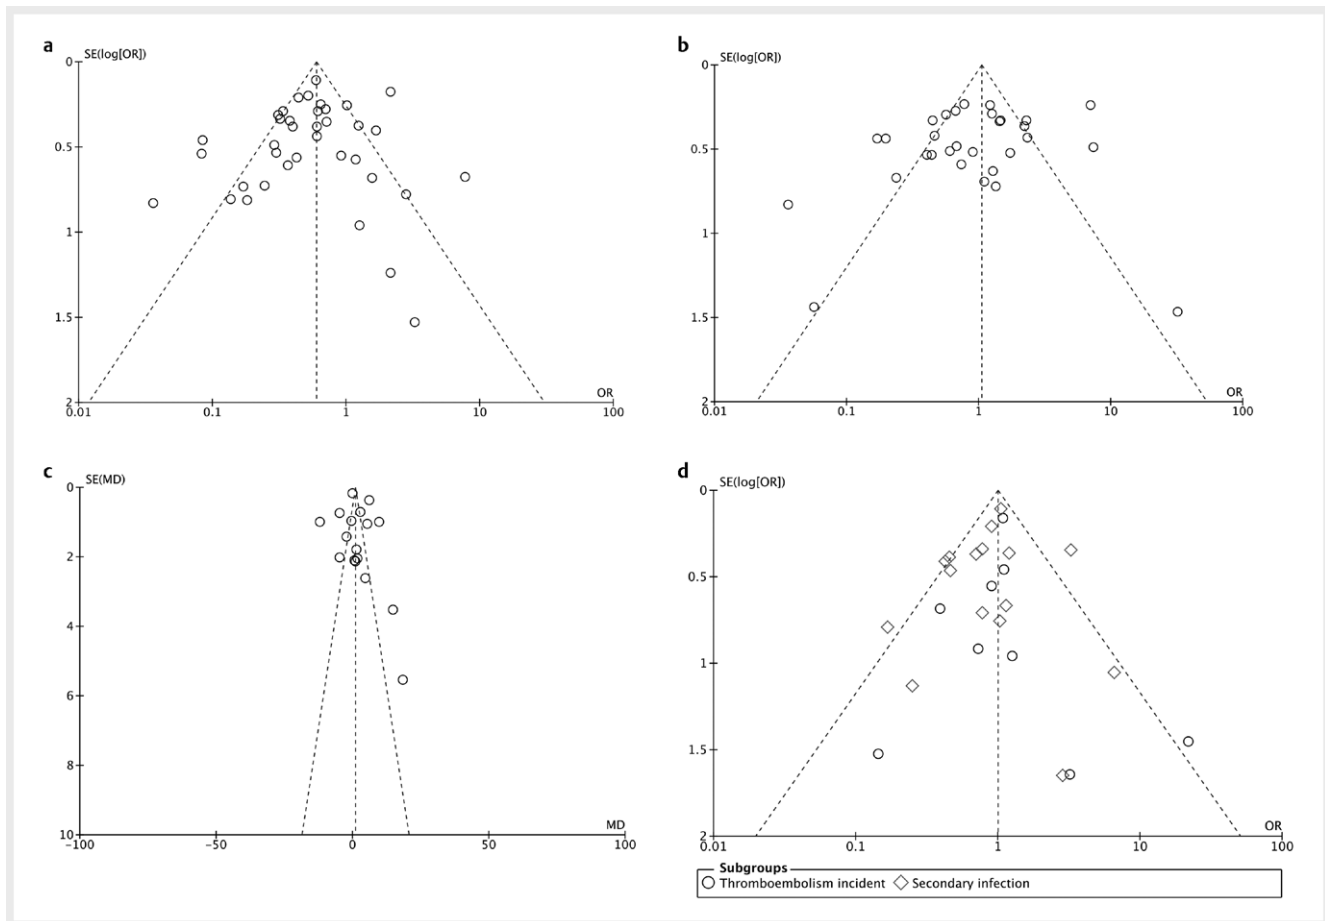 a
SE(log[OR])
0
0.5
1
1.5
2
0.01 0.1 1 10 100
OR
b
SE(log[OR])
0
0.5
1
1.5
2
0.01 0.1 1 10 100
OR
c
SE(MD)
0
2
4
6
8
10
-100 -50 0 50 100
MD
d
SE(log[OR])
0
0.5
1
1.5
2
0.01 0.1 1 10 100
OR
Subgroups
Thromboembolism incident Secondary infection